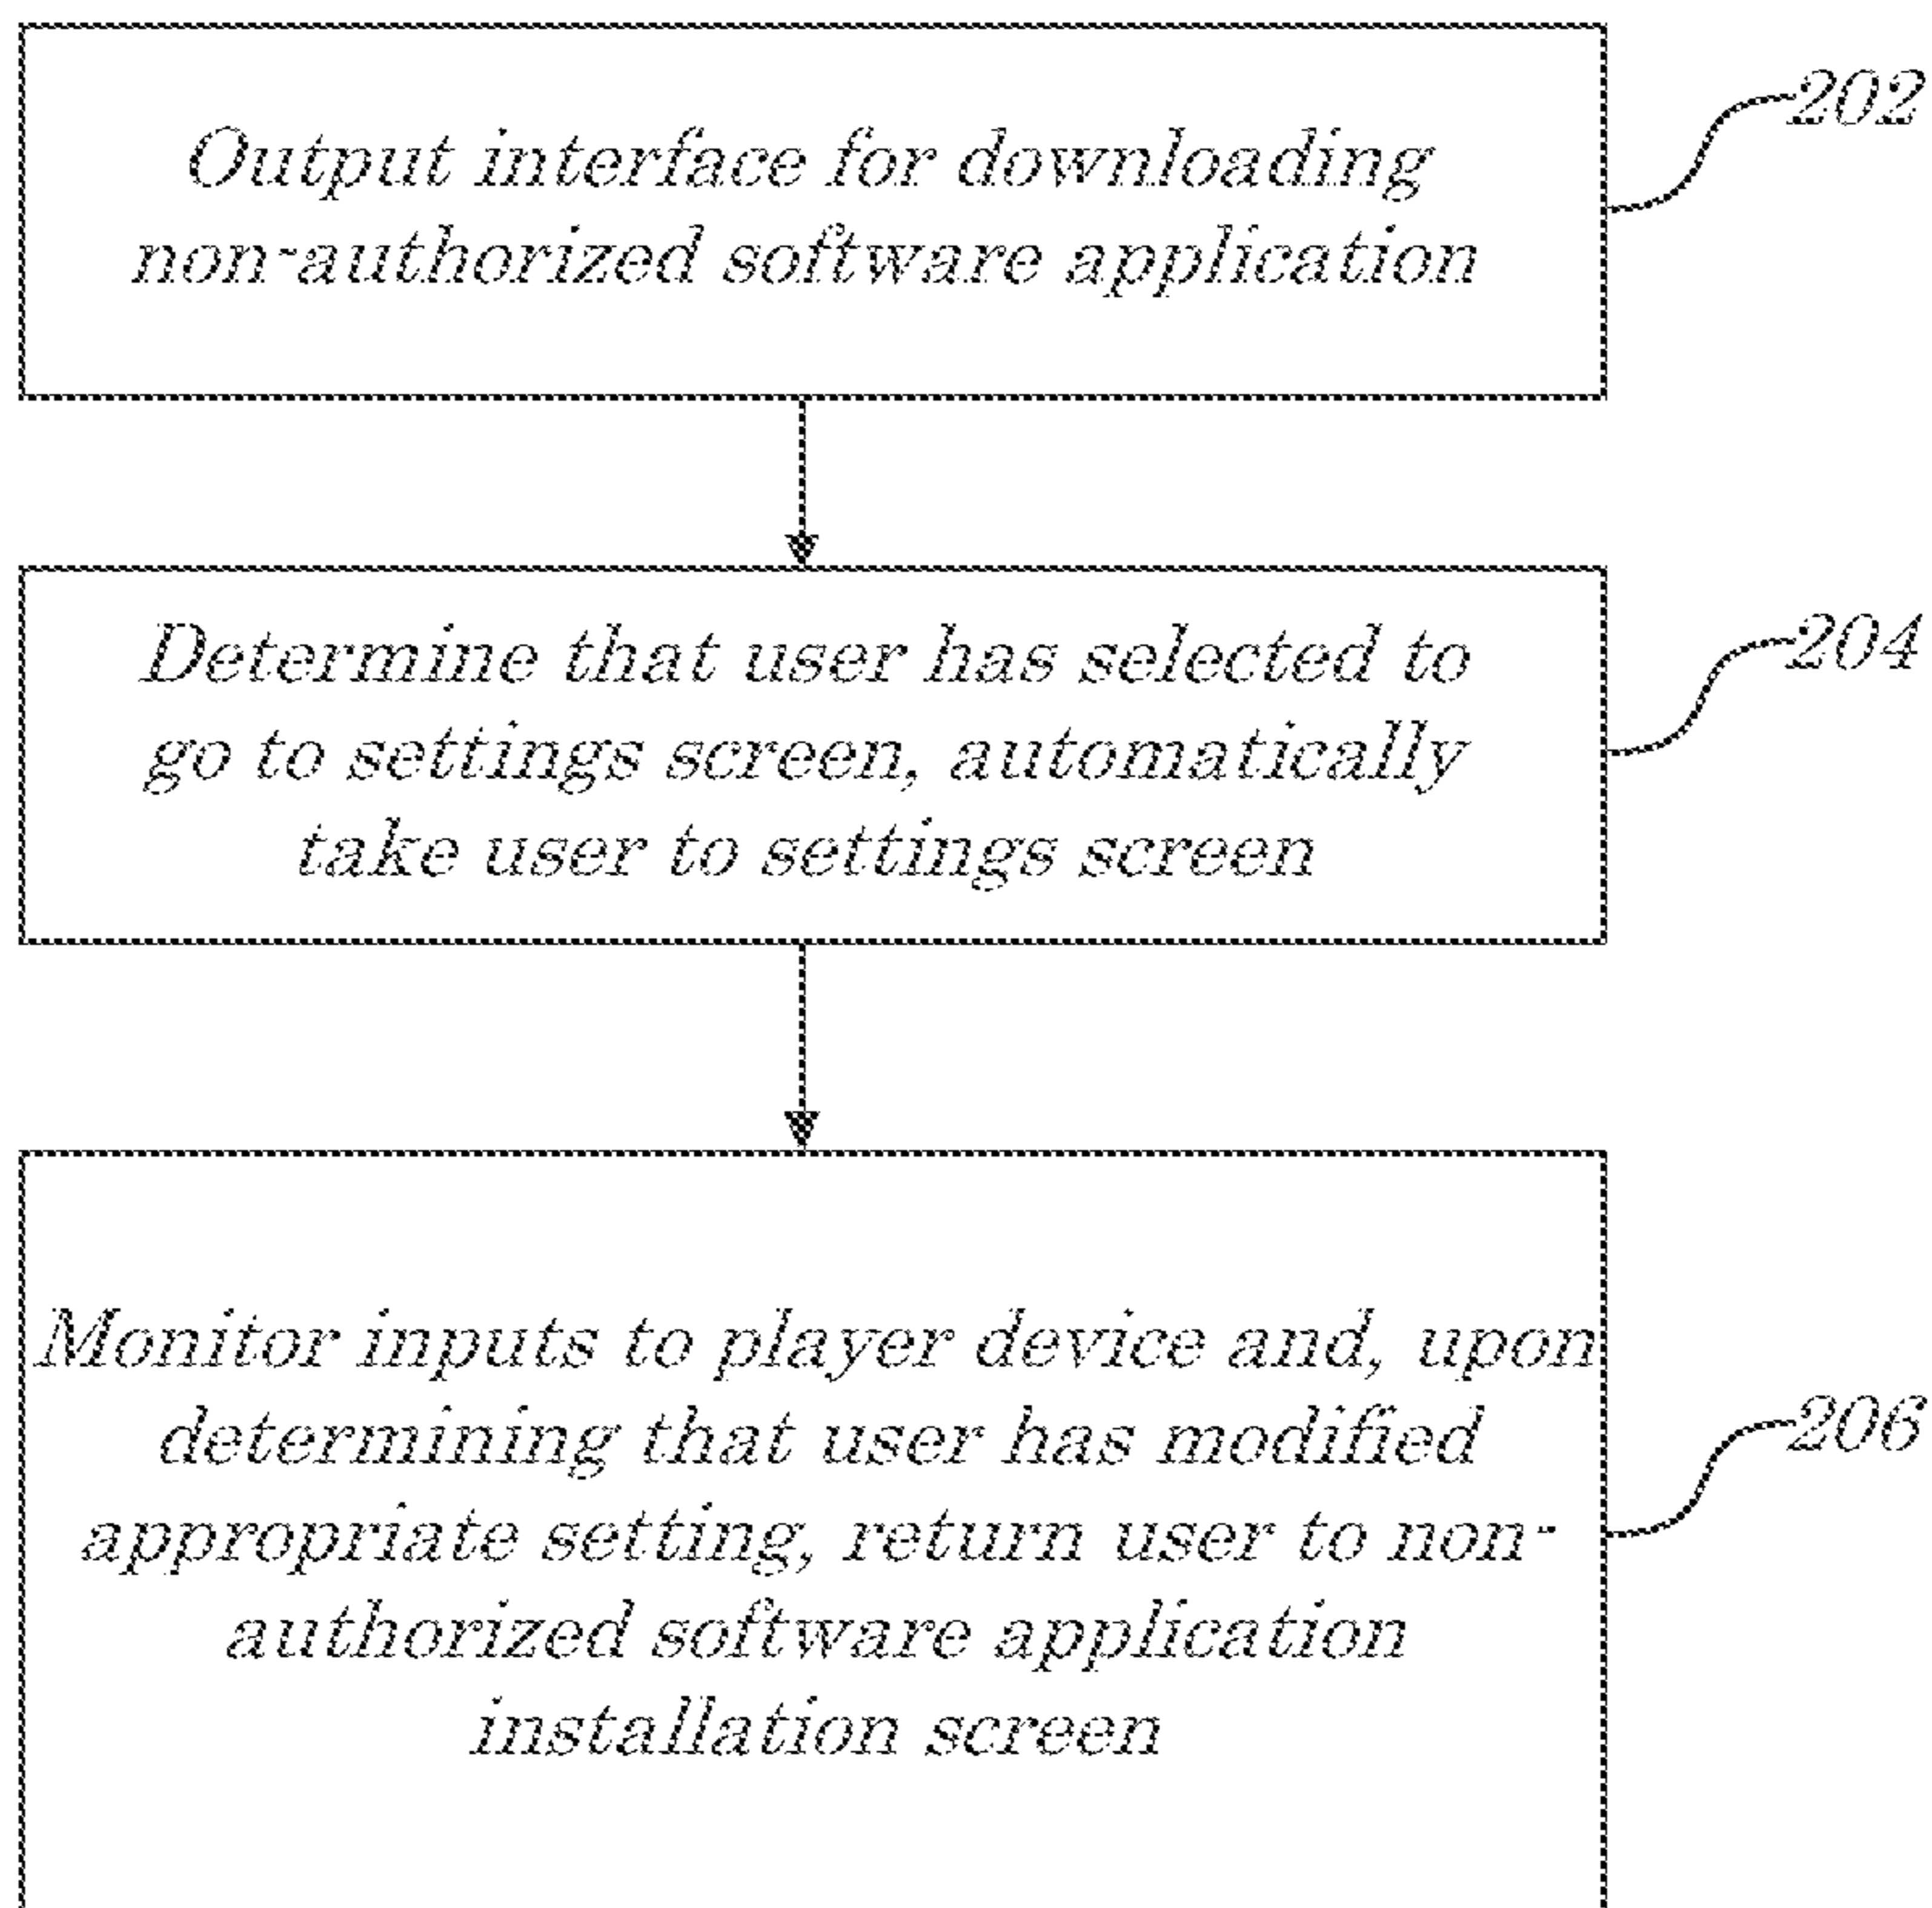 Output interface for downloading
non-authorized software application
202
Determine that user has selected to
go to settings screen, automatically
take user to settings screen
204
Monitor inputs to player device and, upon
determining that user has modified
appropriate setting, return user to non-
authorized software application
installation screen
206